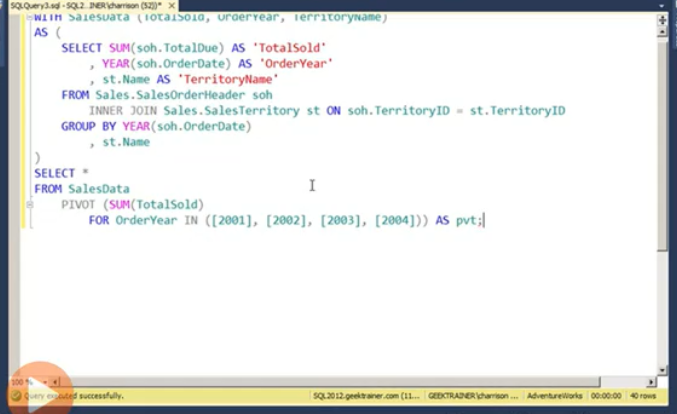 SQLQuery3.sql - SQL2...INER\charrison (52))*
WITH SalesData (TotalSold, OrderYear, TerritoryName)
AS (
SELECT SUM(soh.TotalDue) AS 'TotalSold'
, YEAR(soh.OrderDate) AS 'OrderYear'
, st.Name AS 'TerritoryName'
FROM Sales.SalesOrderHeader soh
INNER JOIN Sales.SalesTerritory st ON soh.TerritoryID = st.TerritoryID
GROUP BY YEAR(soh.OrderDate)
, st.Name
)
SELECT *
FROM SalesData
PIVOT (SUM(TotalSold)
FOR OrderYear IN ([2001], [2002], [2003], [2004])) AS pvt;
100 %
Query executed successfully. SQL2012.geektrainer.com (11... GEEKTRAINER\charrison ... AdventureWorks 00:00:00 40 rows